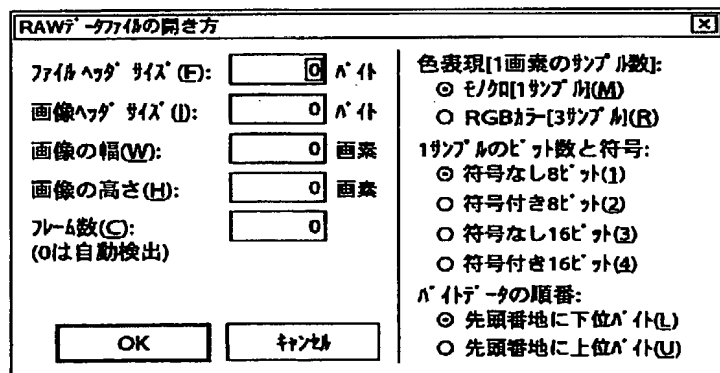 RAWﾃﾞｰﾀﾌｧｲﾙの開き方
ﾌｧｲﾙ ﾍｯﾀﾞ ｻｲｽﾞ(F): 0 ﾊﾞｲﾄ
画像ﾍｯﾀﾞ ｻｲｽﾞ(I): 0 ﾊﾞｲﾄ
画像の幅(W): 0 画素
画像の高さ(H): 0 画素
ﾌﾚｰﾑ数(C): 0
(0は自動検出)
OK
ｷｬﾝｾﾙ
色表現[1画素のｻﾝﾌﾟﾙ数]:
ﾓﾉｸﾛ[1ｻﾝﾌﾟﾙ](M)
RGBｶﾗｰ[3ｻﾝﾌﾟﾙ](R)
1ｻﾝﾌﾟﾙのﾋﾞｯﾄ数と符号:
符号なし8ﾋﾞｯﾄ(1)
符号付き8ﾋﾞｯﾄ(2)
符号なし16ﾋﾞｯﾄ(3)
符号付き16ﾋﾞｯﾄ(4)
ﾊﾞｲﾄﾃﾞｰﾀの順番:
先頭番地に下位ﾊﾞｲﾄ(L)
先頭番地に上位ﾊﾞｲﾄ(U)